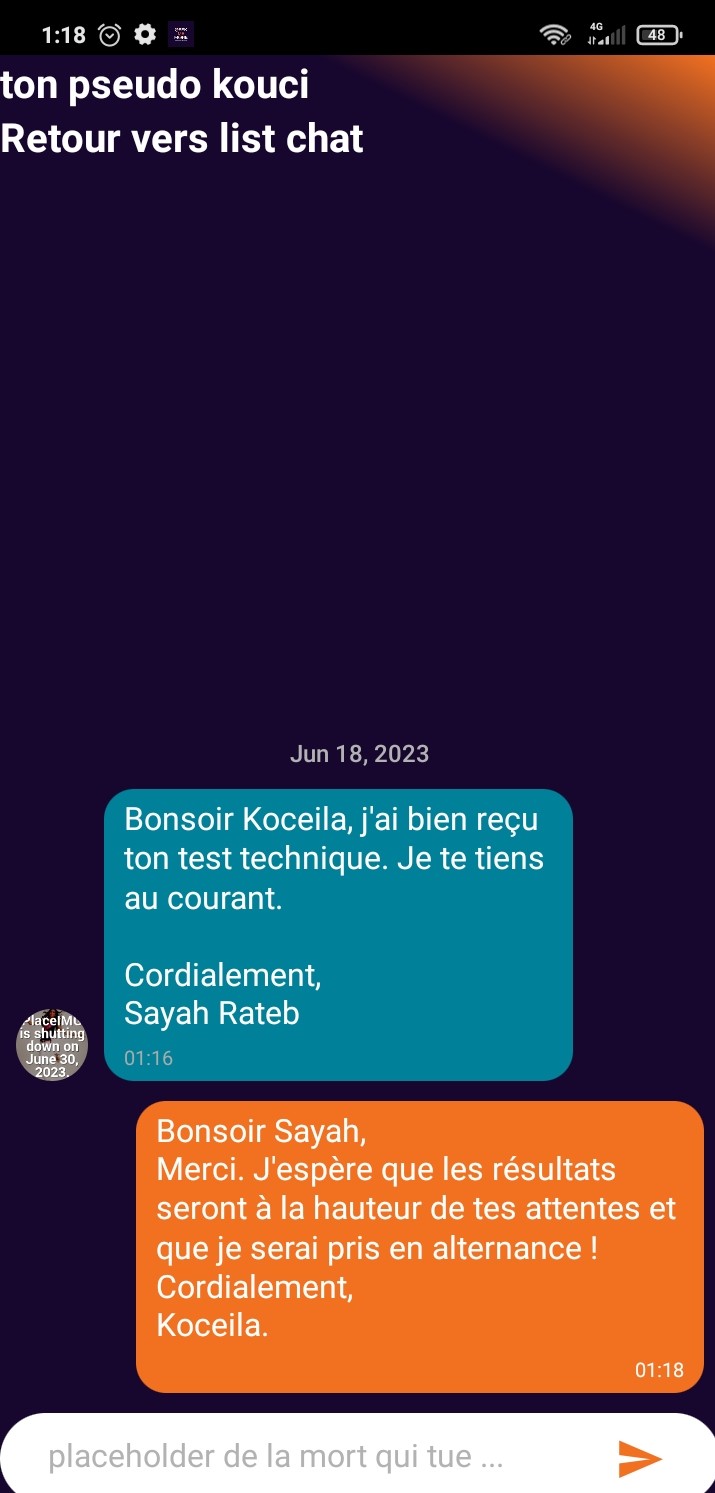 1:18
4G
48
ton pseudo kouci
Retour vers list chat
Jun 18, 2023
Bonsoir Koceila, j'ai bien reçu
ton test technique. Je te tiens
au courant.
Cordialement,
Sayah Rateb
01:16
PlaceIMG
is shutting
down on
June 30,
2023.
Bonsoir Sayah,
Merci. J'espère que les résultats
seront à la hauteur de tes attentes et
que je serai pris en alternance !
Cordialement,
Koceila.
01:18
placeholder de la mort qui tue ...